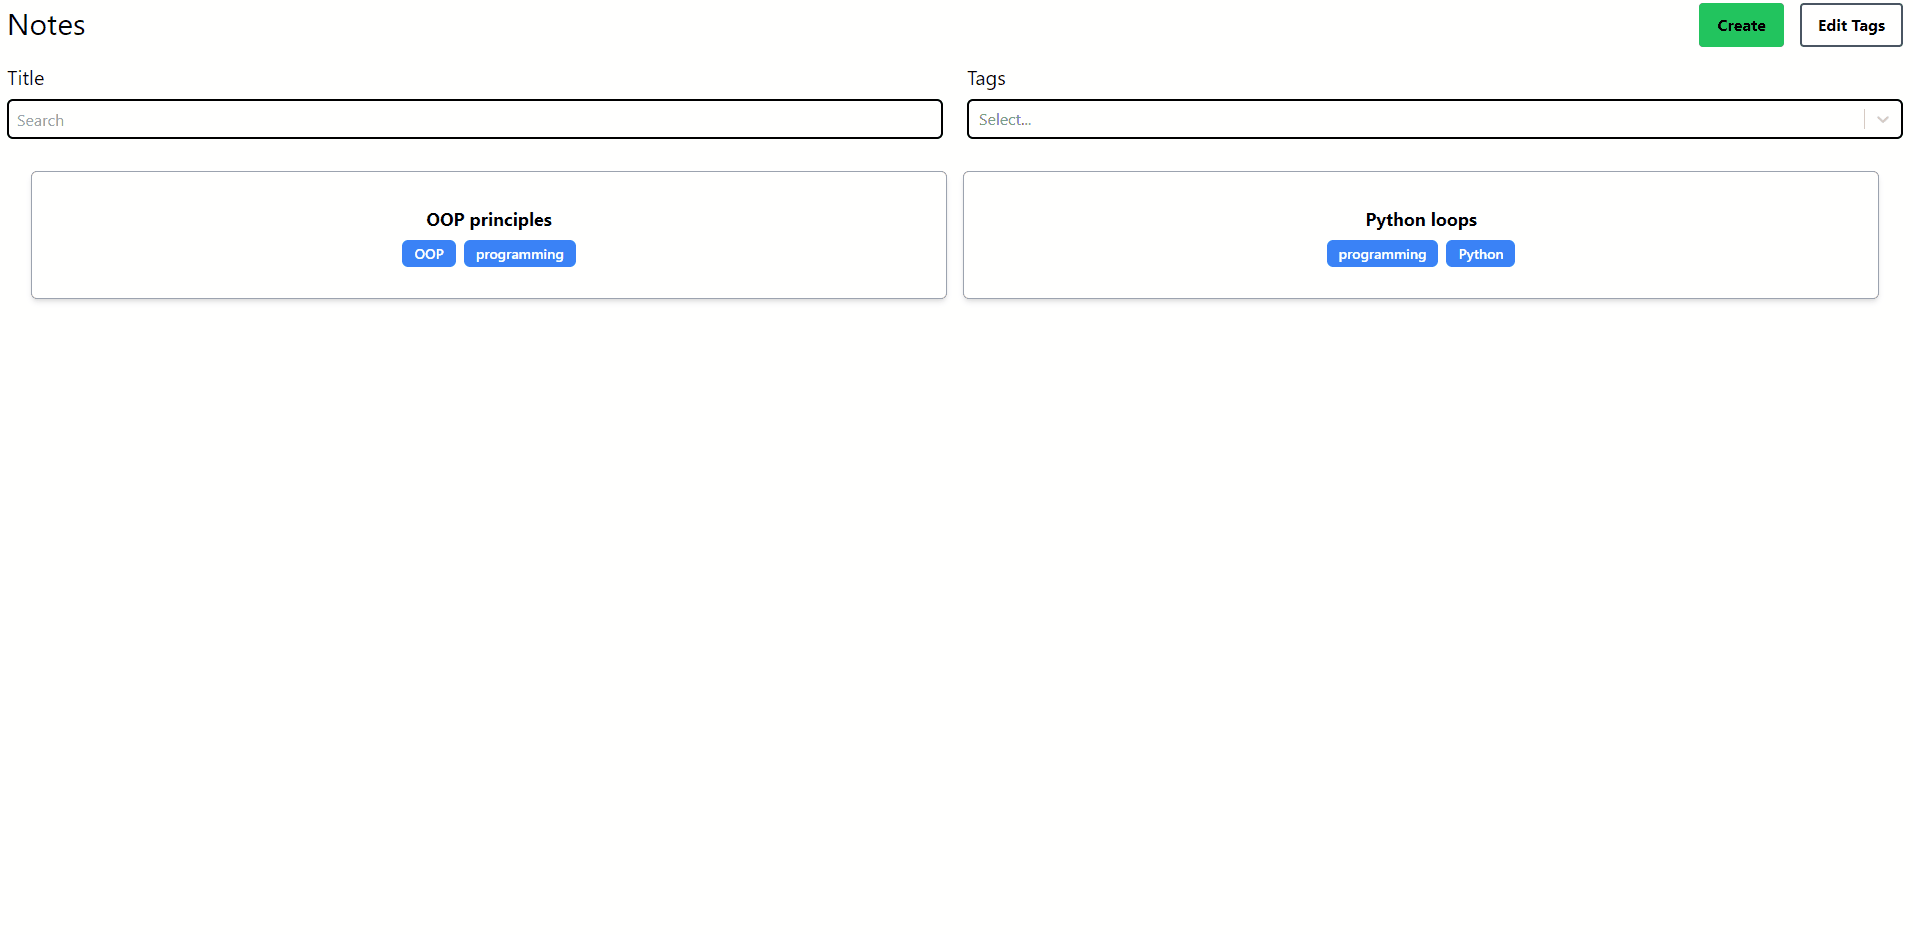 Notes
Create
Edit Tags
Title
Tags
Search
Select...
OOP principles
OOP programming
Python loops
programming Python